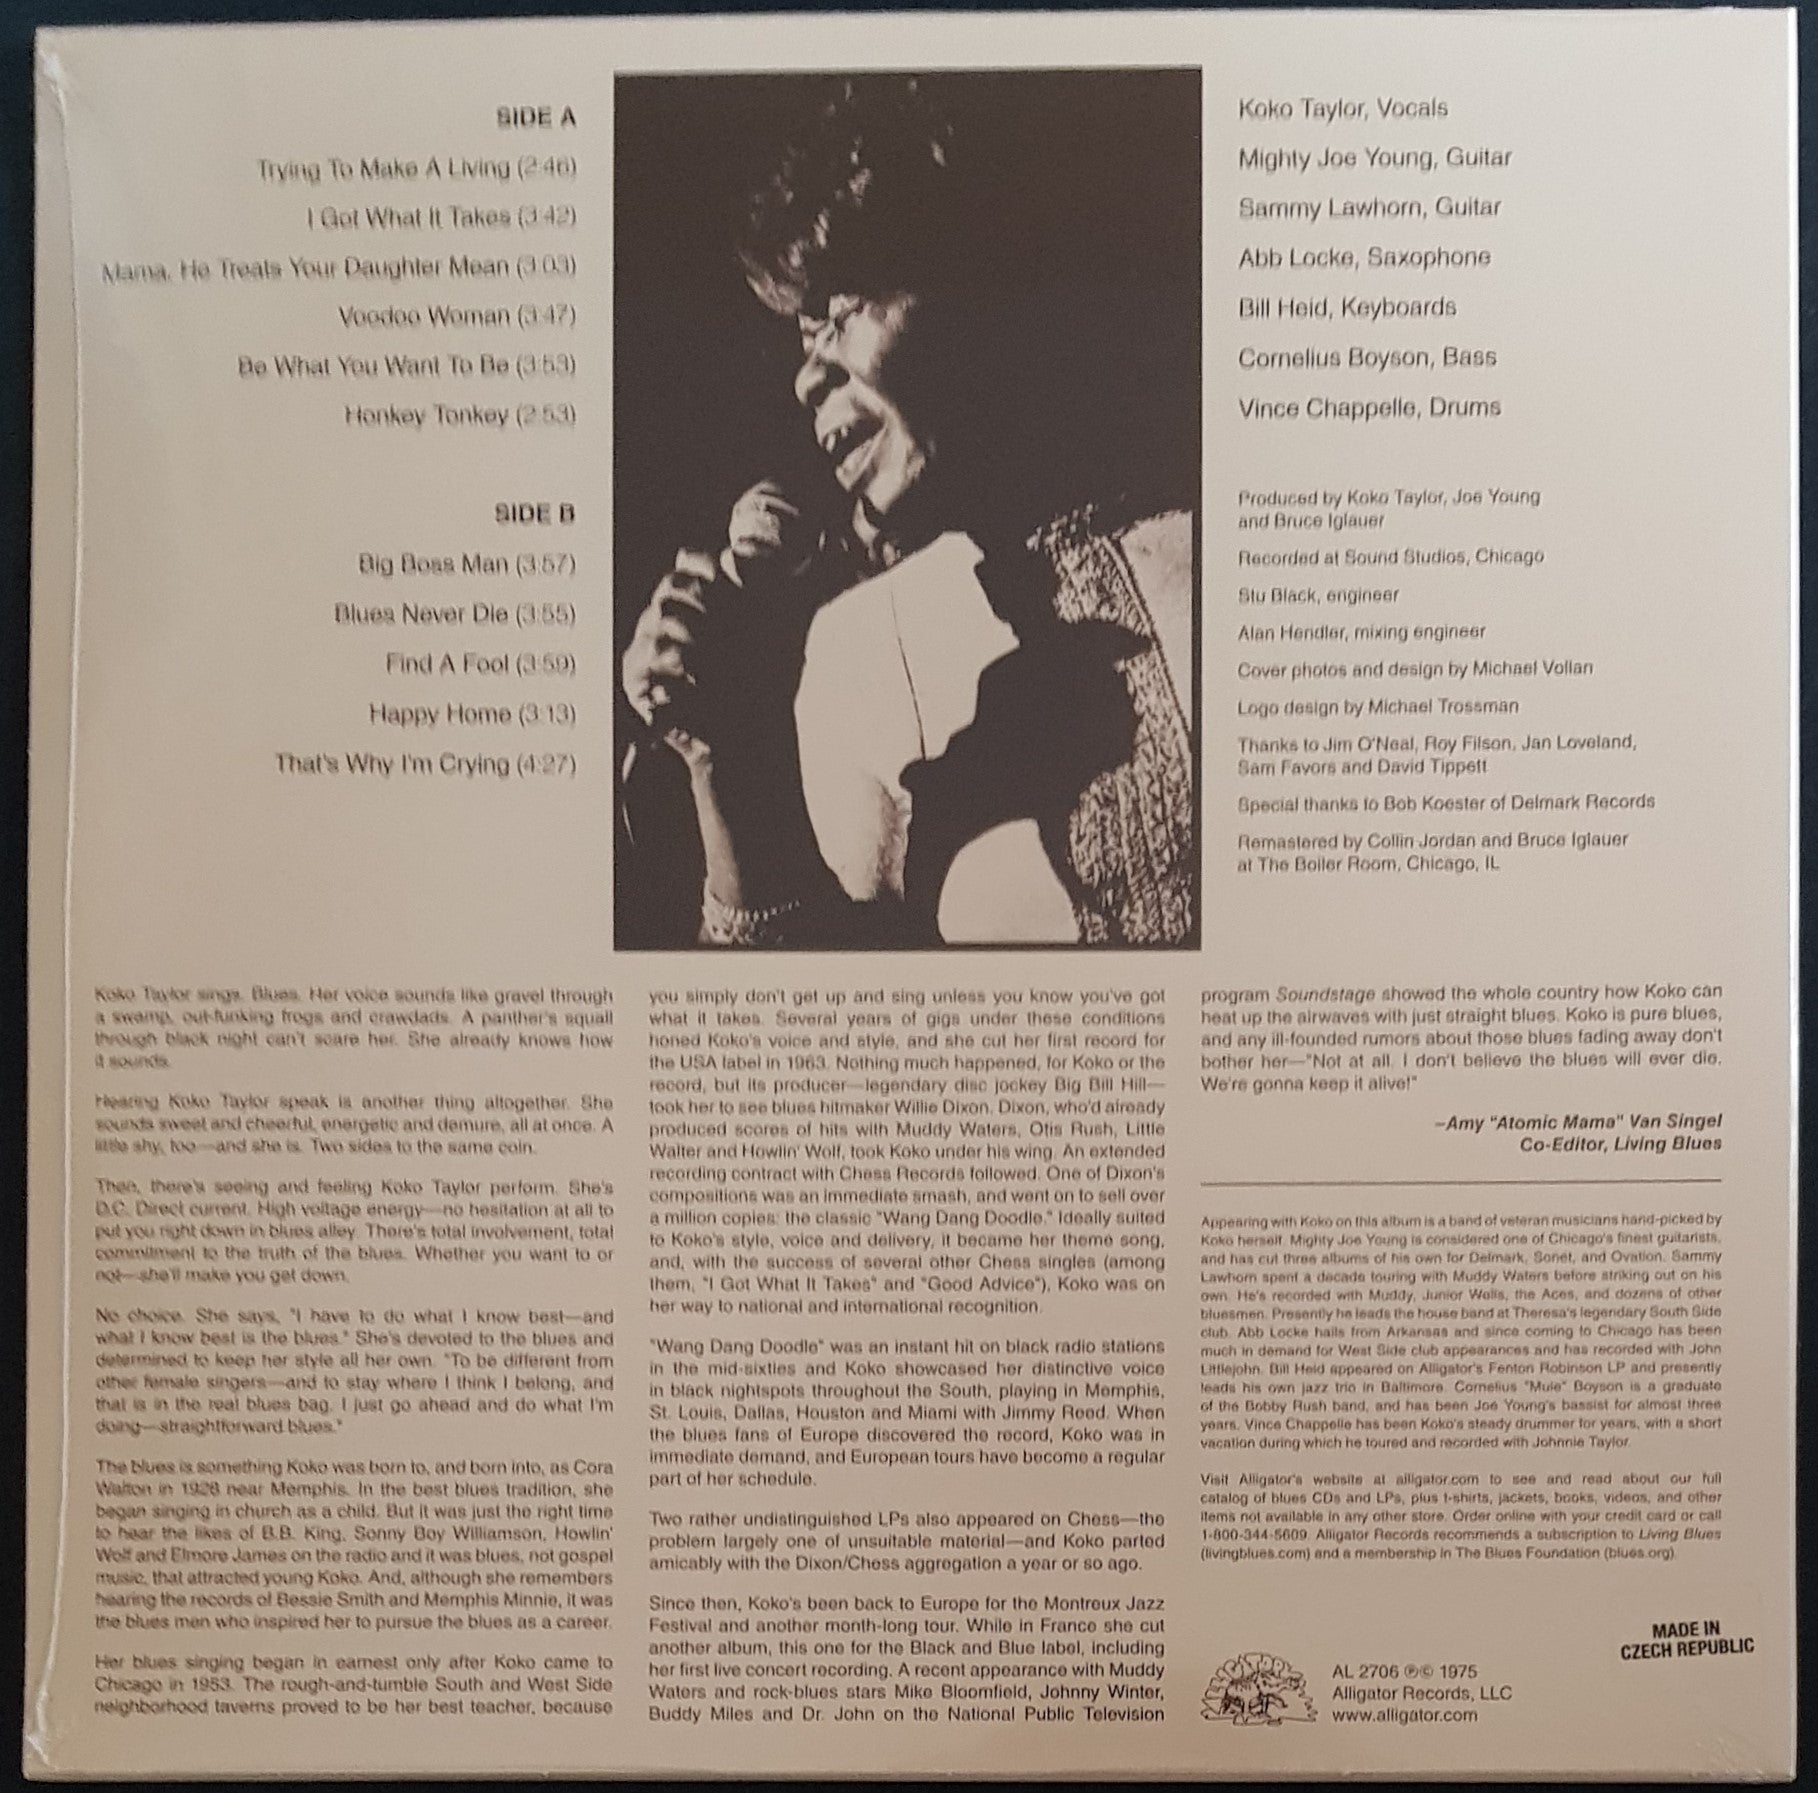 SIDE A
Trying To Make A Living (2:46)
I Got What It Takes (3:42)
Mama, He Treats Your Daughter Mean (3:03)
Voodoo Woman (3:47)
Be What You Want To Be (3:53)
Honkey Tonkey (2:53)
SIDE B
Big Boss Man (3:57)
Blues Never Die (3:55)
Find A Fool (3:59)
Happy Home (3:13)
That's Why I'm Crying (4:27)
Koko Taylor, Vocals
Mighty Joe Young, Guitar
Sammy Lawhorn, Guitar
Abb Locke, Saxophone
Bill Heid, Keyboards
Cornelius Boyson, Bass
Vince Chappelle, Drums
Produced by Koko Taylor, Joe Young
and Bruce Iglauer
Recorded at Sound Studios, Chicago
Stu Black, engineer
Alan Hendler, mixing engineer
Cover photos and design by Michael Vollan
Logo design by Michael Trossman
Thanks to Jim O'Neal, Roy Filson, Jan Loveland,
Sam Favors and David Tippett
Special thanks to Bob Koester of Delmark Records
Remastered by Collin Jordan and Bruce Iglauer
at The Boiler Room, Chicago, IL
Koko Taylor sings. Blues. Her voice sounds like gravel through
a swamp, out-funking frogs and crawdads. A panther's squall
through black night can't scare her. She already knows how
it sounds.
Hearing Koko Taylor speak is another thing altogether. She
sounds sweet and cheerful, energetic and demure, all at once. A
little shy, too—and she is. Two sides to the same coin.
Then, there's seeing and feeling Koko Taylor perform. She's
D.C. Direct current. High voltage energy—no hesitation at all to
put you right down in blues alley. There's total involvement, total
commitment to the truth of the blues. Whether you want to or
not—she'll make you get down.
No choice. She says, "I have to do what I know best—and
what I know best is the blues." She's devoted to the blues and
determined to keep her style all her own. "To be different from
other female singers—and to stay where I think I belong, and
that is in the real blues bag. I just go ahead and do what I'm
doing—straightforward blues."
The blues is something Koko was born to, and born into, as Cora
Walton in 1928 near Memphis. In the best blues tradition, she
began singing in church as a child. But it was just the right time
to hear the likes of B.B. King, Sonny Boy Williamson, Howlin'
Wolf and Elmore James on the radio and it was blues, not gospel
music, that attracted young Koko. And, although she remembers
hearing the records of Bessie Smith and Memphis Minnie, it was
the blues men who inspired her to pursue the blues as a career.
Her blues singing began in earnest only after Koko came to
Chicago in 1953. The rough-and-tumble South and West Side
neighborhood taverns proved to be her best teacher, because
you simply don't get up and sing unless you know you've got
what it takes. Several years of gigs under these conditions
honed Koko's voice and style, and she cut her first record for
the USA label in 1963. Nothing much happened, for Koko or the
record, but its producer—legendary disc jockey Big Bill Hill—
took her to see blues hitmaker Willie Dixon. Dixon, who'd already
produced scores of hits with Muddy Waters, Otis Rush, Little
Walter and Howlin' Wolf, took Koko under his wing. An extended
recording contract with Chess Records followed. One of Dixon's
compositions was an immediate smash, and went on to sell over
a million copies: the classic "Wang Dang Doodle." Ideally suited
to Koko's style, voice and delivery, it became her theme song,
and, with the success of several other Chess singles (among
them, "I Got What It Takes" and "Good Advice"), Koko was on
her way to national and international recognition.
"Wang Dang Doodle" was an instant hit on black radio stations
in the mid-sixties and Koko showcased her distinctive voice
in black nightspots throughout the South, playing in Memphis,
St. Louis, Dallas, Houston and Miami with Jimmy Reed. When
the blues fans of Europe discovered the record, Koko was in
immediate demand, and European tours have become a regular
part of her schedule.
Two rather undistinguished LPs also appeared on Chess—the
problem largely one of unsuitable material—and Koko parted
amicably with the Dixon/Chess aggregation a year or so ago.
Since then, Koko's been back to Europe for the Montreux Jazz
Festival and another month-long tour. While in France she cut
another album, this one for the Black and Blue label, including
her first live concert recording. A recent appearance with Muddy
Waters and rock-blues stars Mike Bloomfield, Johnny Winter,
Buddy Miles and Dr. John on the National Public Television
program Soundstage showed the whole country how Koko can
heat up the airwaves with just straight blues. Koko is pure blues,
and any ill-founded rumors about those blues fading away don't
bother her—"Not at all. I don't believe the blues will ever die.
We're gonna keep it alive!"
–Amy "Atomic Mama" Van Singel
Co-Editor, Living Blues
Appearing with Koko on this album is a band of veteran musicians hand-picked by
Koko herself. Mighty Joe Young is considered one of Chicago's finest guitarists,
and has cut three albums of his own for Delmark, Sonet, and Ovation. Sammy
Lawhorn spent a decade touring with Muddy Waters before striking out on his
own. He's recorded with Muddy, Junior Wells, the Aces, and dozens of other
bluesmen. Presently he leads the house band at Theresa's legendary South Side
club. Abb Locke hails from Arkansas and since coming to Chicago has been
much in demand for West Side club appearances and has recorded with John
Littlejohn. Bill Heid appeared on Alligator's Fenton Robinson LP and presently
leads his own jazz trio in Baltimore. Cornelius "Mule" Boyson is a graduate
of the Bobby Rush band, and has been Joe Young's bassist for almost three
years. Vince Chappelle has been Koko's steady drummer for years, with a short
vacation during which he toured and recorded with Johnnie Taylor.
Visit Alligator's website at alligator.com to see and read about our full
catalog of blues CDs and LPs, plus t-shirts, jackets, books, videos, and other
items not available in any other store. Order online with your credit card or call
1-800-344-5609. Alligator Records recommends a subscription to Living Blues
(livingblues.com) and a membership in The Blues Foundation (blues.org).
MADE IN
CZECH REPUBLIC
AL 2706 ℗© 1975
Alligator Records, LLC
www.alligator.com